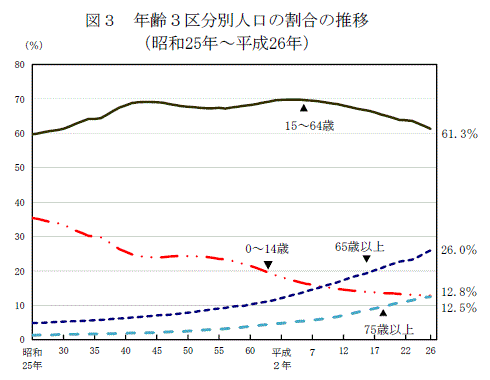 図３　年齢３区分別人口の割合の推移
（昭和25年～平成26年）
(%)
80
70
60
50
40
30
20
10
0
15～64歳
61.3%
0～14歳
65歳以上
26.0%
12.8%
12.5%
75歳以上
昭和 30 35 40 45 50 55 60 平成 7 12 17 22 26
25年 2年